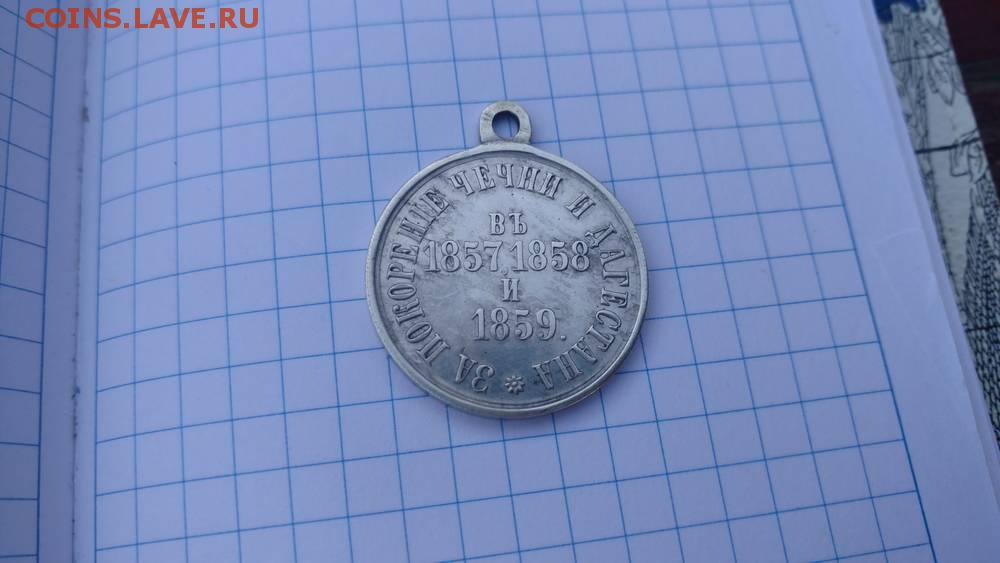 COINS.LAVE.RU
ЗА ПОКОРЕНІЕ ЧЕЧНИ И ДАГЕСТАНА
ВЪ
1857, 1858
И
1859.